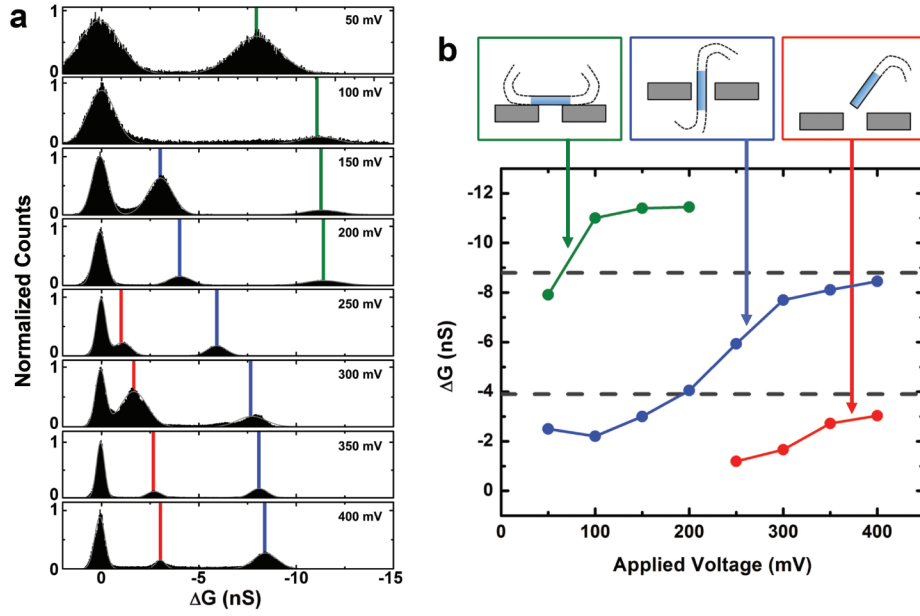 a
50 mV
1
0
100 mV
1
0
150 mV
1
0
200 mV
1
0
250 mV
1
0
300 mV
1
0
350 mV
1
0
400 mV
1
0
Normalized Counts
0 -5 -10 -15
ΔG (nS)
b
-12
-10
-8
-6
-4
-2
0
ΔG (nS)
0 100 200 300 400
Applied Voltage (mV)